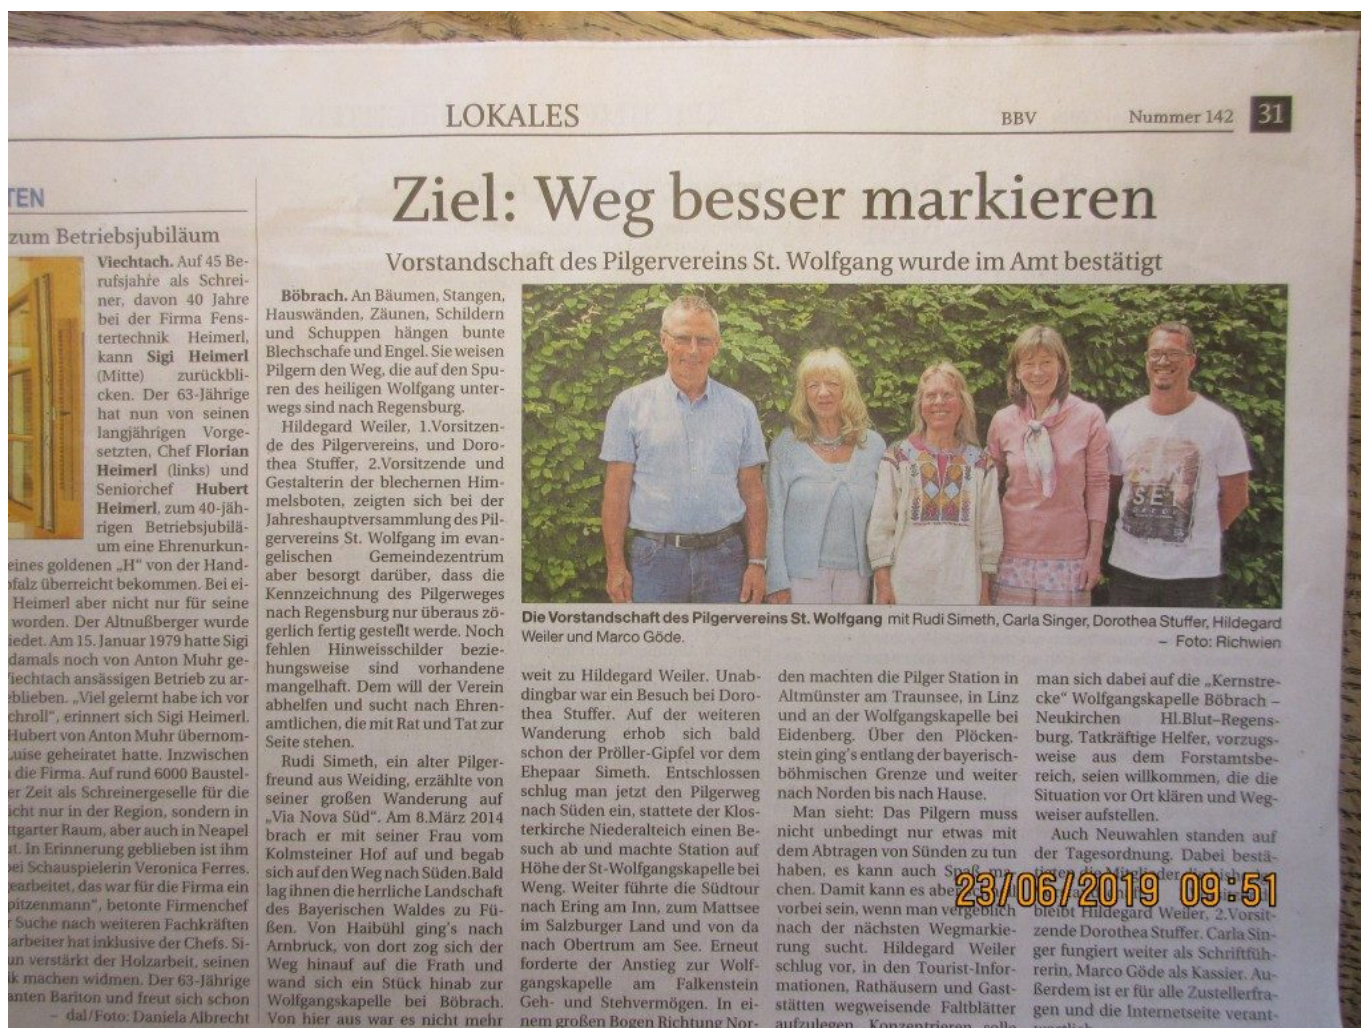 LOKALES
BBV
Nummer 142
31
TEN
zum Betriebsjubiläum
Viechtach. Auf 45 Be-
rufsjahre als Schrei-
ner, davon 40 Jahre
bei der Firma Fens-
tertechnik Heimerl,
kann Sigi Heimerl
(Mitte) zurückbli-
cken. Der 63-Jährige
hat nun von seinen
langjährigen Vorge-
setzten, Chef Florian
Heimerl (links) und
Seniorchef Hubert
Heimerl, zum 40-jäh-
rigen Betriebsjubilä-
um eine Ehrenurkun-
eines goldenen „H" von der Hand-
pfalz überreicht bekommen. Bei ei-
Heimerl aber nicht nur für seine
worden. Der Altnußberger wurde
iedet. Am 15. Januar 1979 hatte Sigi
damals noch von Anton Muhr ge-
Viechtach ansässigen Betrieb zu ar-
eblieben. „Viel gelernt habe ich vor
chroll", erinnert sich Sigi Heimerl.
Hubert von Anton Muhr übernom-
Luise geheiratet hatte. Inzwischen
die Firma. Auf rund 6000 Baustel-
er Zeit als Schreinergeselle für die
icht nur in der Region, sondern in
ttgarter Raum, aber auch in Neapel
ut. In Erinnerung geblieben ist ihm
bei Schauspielerin Veronica Ferres.
earbeitet, das war für die Firma ein
pitzenmann", betonte Firmenchef
Suche nach weiteren Fachkräften
arbeiter hat inklusive der Chefs. Si-
un verstärkt der Holzarbeit, seinen
ik machen widmen. Der 63-Jährige
anten Bariton und freut sich schon
– dal/Foto: Daniela Albrecht
Ziel: Weg besser markieren
Vorstandschaft des Pilgervereins St. Wolfgang wurde im Amt bestätigt
Böbrach. An Bäumen, Stangen,
Hauswänden, Zäunen, Schildern
und Schuppen hängen bunte
Blechschafe und Engel. Sie weisen
Pilgern den Weg, die auf den Spu-
ren des heiligen Wolfgang unter-
wegs sind nach Regensburg.
Hildegard Weiler, 1.Vorsitzen-
de des Pilgervereins, und Doro-
thea Stuffer, 2.Vorsitzende und
Gestalterin der blechernen Him-
melsboten, zeigten sich bei der
Jahreshauptversammlung des Pil-
gervereins St. Wolfgang im evan-
gelischen Gemeindezentrum
aber besorgt darüber, dass die
Kennzeichnung des Pilgerweges
nach Regensburg nur überaus zö-
gerlich fertig gestellt werde. Noch
fehlen Hinweisschilder bezie-
hungsweise sind vorhandene
mangelhaft. Dem will der Verein
abhelfen und sucht nach Ehren-
amtlichen, die mit Rat und Tat zur
Seite stehen.
Rudi Simeth, ein alter Pilger-
freund aus Weiding, erzählte von
seiner großen Wanderung auf
„Via Nova Süd". Am 8.März 2014
brach er mit seiner Frau vom
Kolmsteiner Hof auf und begab
sich auf den Weg nach Süden.Bald
lag ihnen die herrliche Landschaft
des Bayerischen Waldes zu Fü-
ßen. Von Haibühl ging's nach
Arnbruck, von dort zog sich der
Weg hinauf auf die Frath und
wand sich ein Stück hinab zur
Wolfgangskapelle bei Böbrach.
Von hier aus war es nicht mehr
SET
Die Vorstandschaft des Pilgervereins St. Wolfgang mit Rudi Simeth, Carla Singer, Dorothea Stuffer, Hildegard
Weiler und Marco Göde.
– Foto: Richwien
weit zu Hildegard Weiler. Unab-
dingbar war ein Besuch bei Doro-
thea Stuffer. Auf der weiteren
Wanderung erhob sich bald
schon der Pröller-Gipfel vor dem
Ehepaar Simeth. Entschlossen
schlug man jetzt den Pilgerweg
nach Süden ein, stattete der Klos-
terkirche Niederalteich einen Be-
such ab und machte Station auf
Höhe der St-Wolfgangskapelle bei
Weng. Weiter führte die Südtour
nach Ering am Inn, zum Mattsee
im Salzburger Land und von da
nach Obertrum am See. Erneut
forderte der Anstieg zur Wolf-
gangskapelle am Falkenstein
Geh- und Stehvermögen. In ei-
nem großen Bogen Richtung Nor-
den machten die Pilger Station in
Altmünster am Traunsee, in Linz
und an der Wolfgangskapelle bei
Eidenberg. Über den Plöcken-
stein ging's entlang der bayerisch-
böhmischen Grenze und weiter
nach Norden bis nach Hause.
Man sieht: Das Pilgern muss
nicht unbedingt nur etwas mit
dem Abtragen von Sünden zu tun
haben, es kann auch Spaß ma-
chen. Damit kann es aber
vorbei sein, wenn man vergeblich
nach der nächsten Wegmarkie-
rung sucht. Hildegard Weiler
schlug vor, in den Tourist-Infor-
mationen, Rathäusern und Gast-
stätten wegweisende Faltblätter
aufzulegen. Konzentrieren solle
man sich dabei auf die „Kernstre-
cke" Wolfgangskapelle Böbrach –
Neukirchen Hl.Blut–Regens-
burg. Tatkräftige Helfer, vorzugs-
weise aus dem Forstamtsbe-
reich, seien willkommen, die die
Situation vor Ort klären und Weg-
weiser aufstellen.
Auch Neuwahlen standen auf
der Tagesordnung. Dabei bestä-
tigten die Mitglieder
bleibt Hildegard Weiler, 2.Vorsit-
zende Dorothea Stuffer. Carla Sin-
ger fungiert weiter als Schriftfüh-
rerin, Marco Göde als Kassier. Au-
ßerdem ist er für alle Zustellerfra-
gen und die Internetseite verant-
wortlich.
23/06/2019 09:51